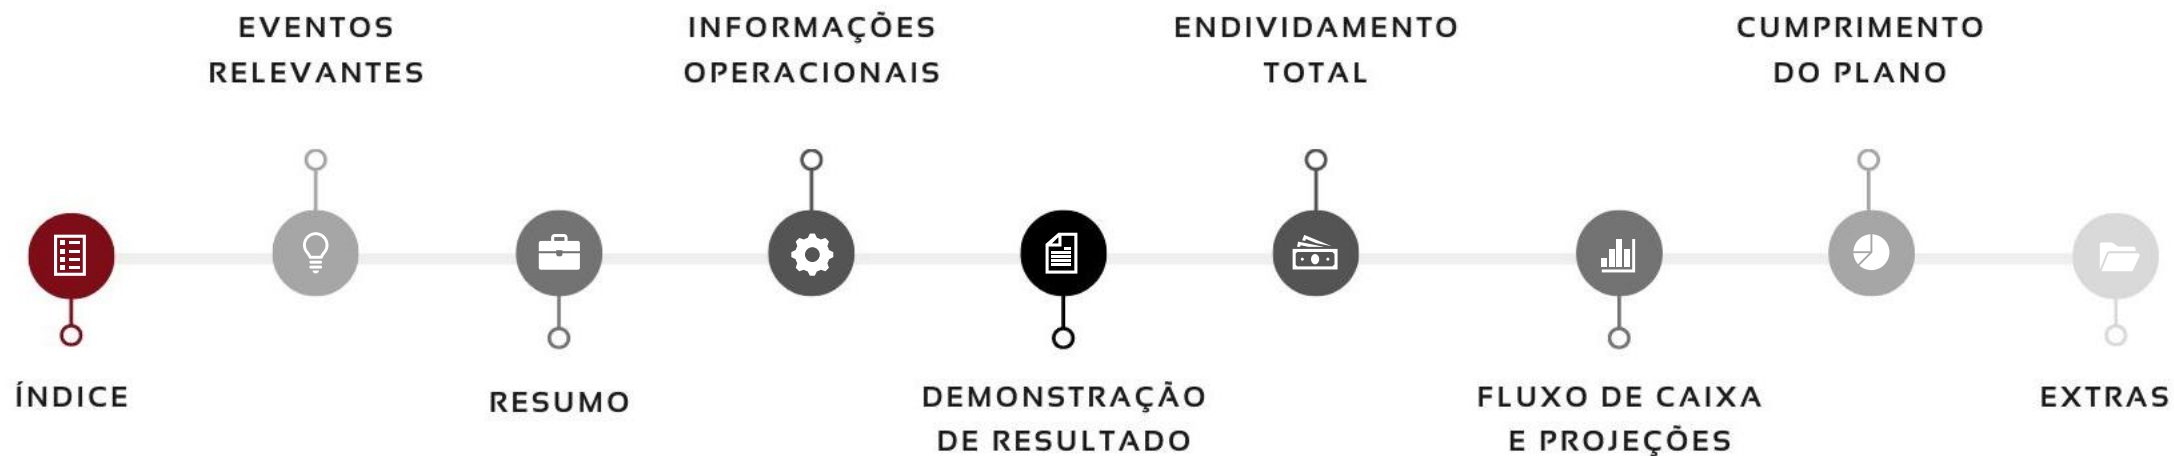 EVENTOS
RELEVANTES
INFORMAÇÕES
OPERACIONAIS
ENDIVIDAMENTO
TOTAL
CUMPRIMENTO
DO PLANO
ÍNDICE
RESUMO
DEMONSTRAÇÃO
DE RESULTADO
FLUXO DE CAIXA
E PROJEÇÕES
EXTRAS